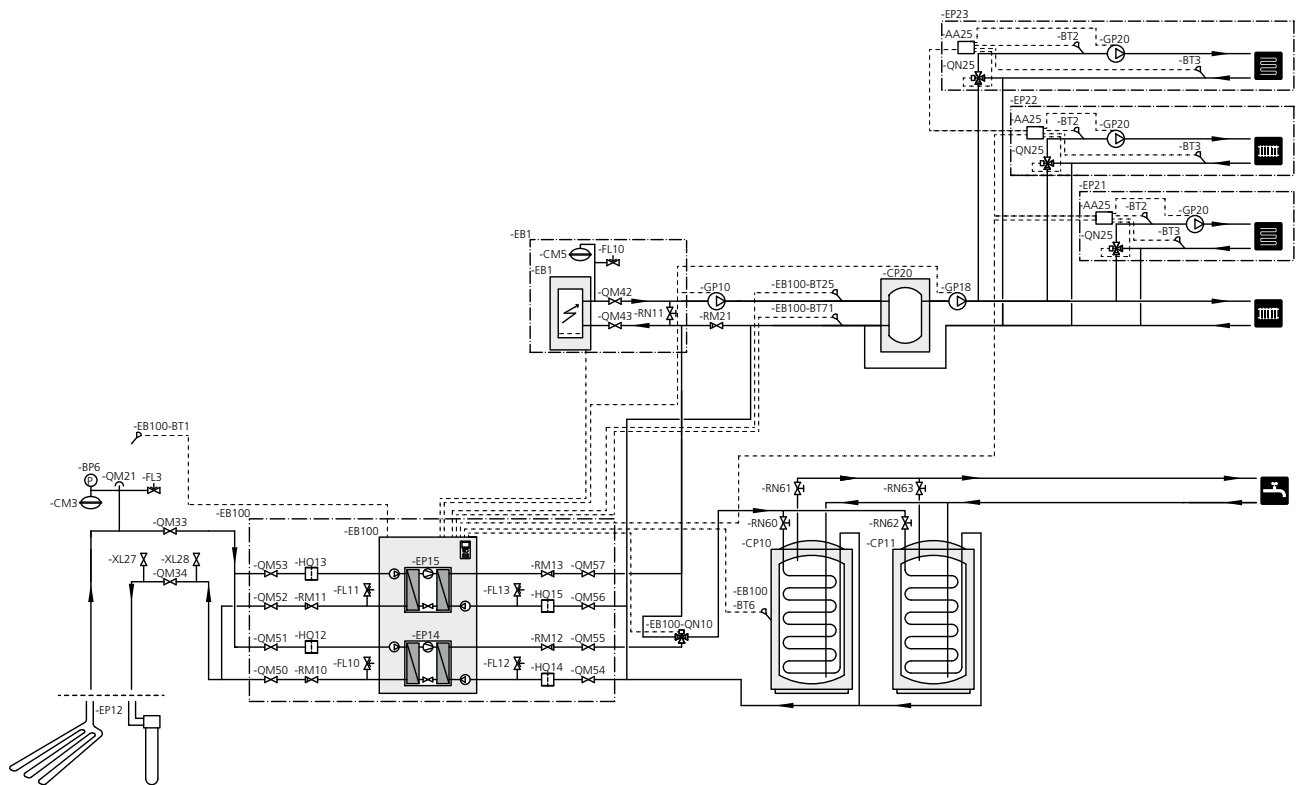 -EP23
-AA25
-BT2
-GP20
-QN25
-BT3
-EP22
-AA25
-BT2
-GP20
-QN25
-BT3
-EP21
-AA25
-BT2
-GP20
-QN25
-BT3
-EB1
-CM5
-FL10
-EB1
-QM42
-GP10
-EB100-BT25
-CP20
-GP18
-QM43
-RN11
-RM21
-EB100-BT71
-EB100-BT1
-BP6
P
-QM21
-FL3
-CM3
-QM33
-EB100
-XL27
-XL28
-QM34
-EP12
-EB100
-QM53
-HQ13
-EP15
-RM13
-QM57
-FL11
-FL13
-QM52
-RM11
-HQ15
-QM56
-QM51
-HQ12
-EP14
-RM12
-QM55
-FL10
-FL12
-QM50
-RM10
-HQ14
-QM54
-EB100-QN10
-RN61
-RN63
-RN60
-RN62
-CP10
-CP11
-EB100
-BT6